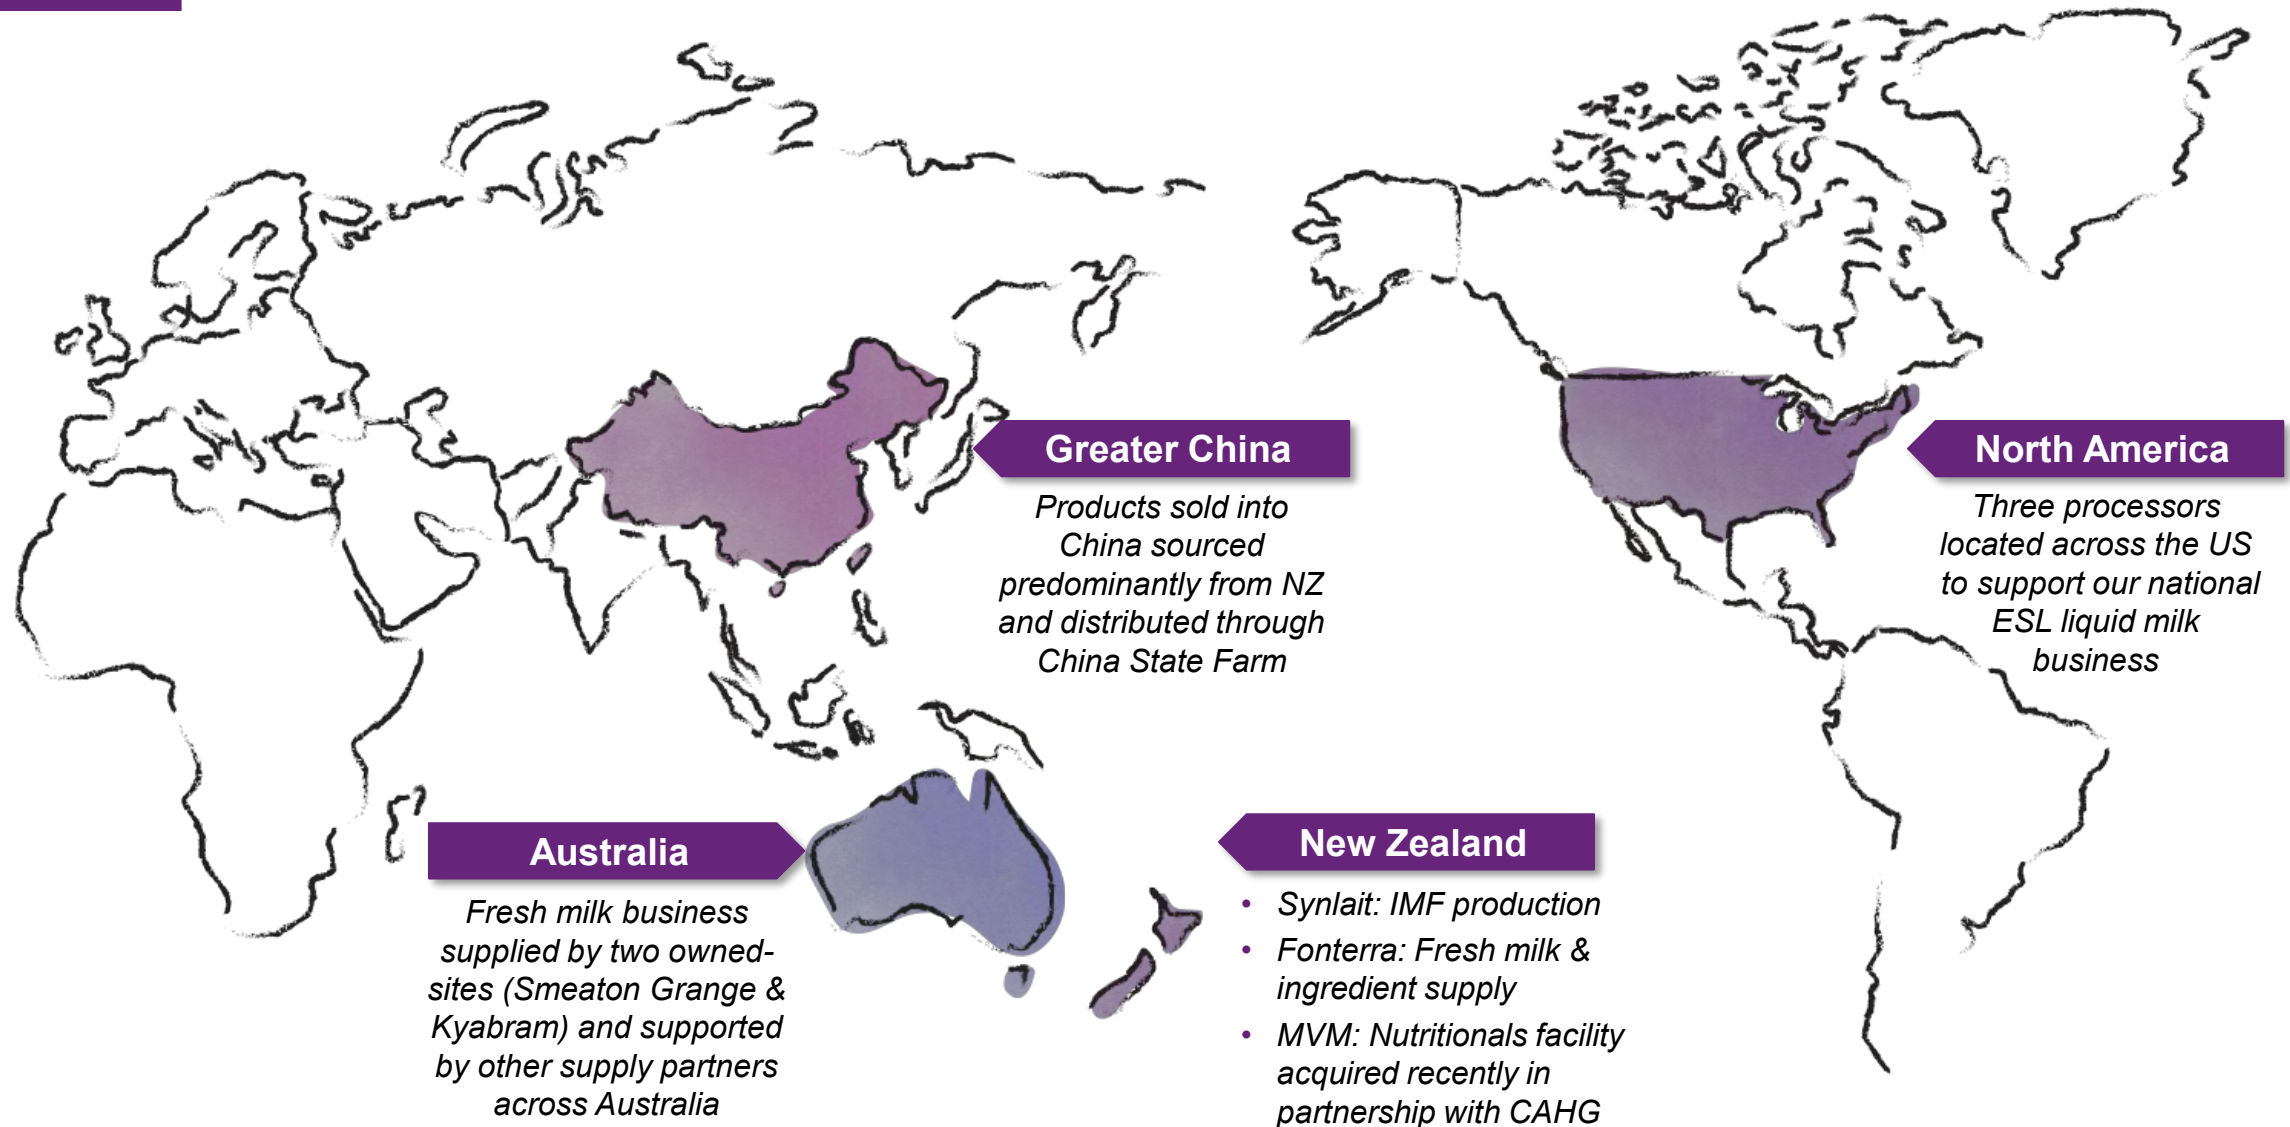 Greater China
Products sold into
China sourced
predominantly from NZ
and distributed through
China State Farm
North America
Three processors
located across the US
to support our national
ESL liquid milk
business
Australia
Fresh milk business
supplied by two owned-
sites (Smeaton Grange &
Kyabram) and supported
by other supply partners
across Australia
New Zealand
• Synlait: IMF production
• Fonterra: Fresh milk &
ingredient supply
• MVM: Nutritionals facility
acquired recently in
partnership with CAHG